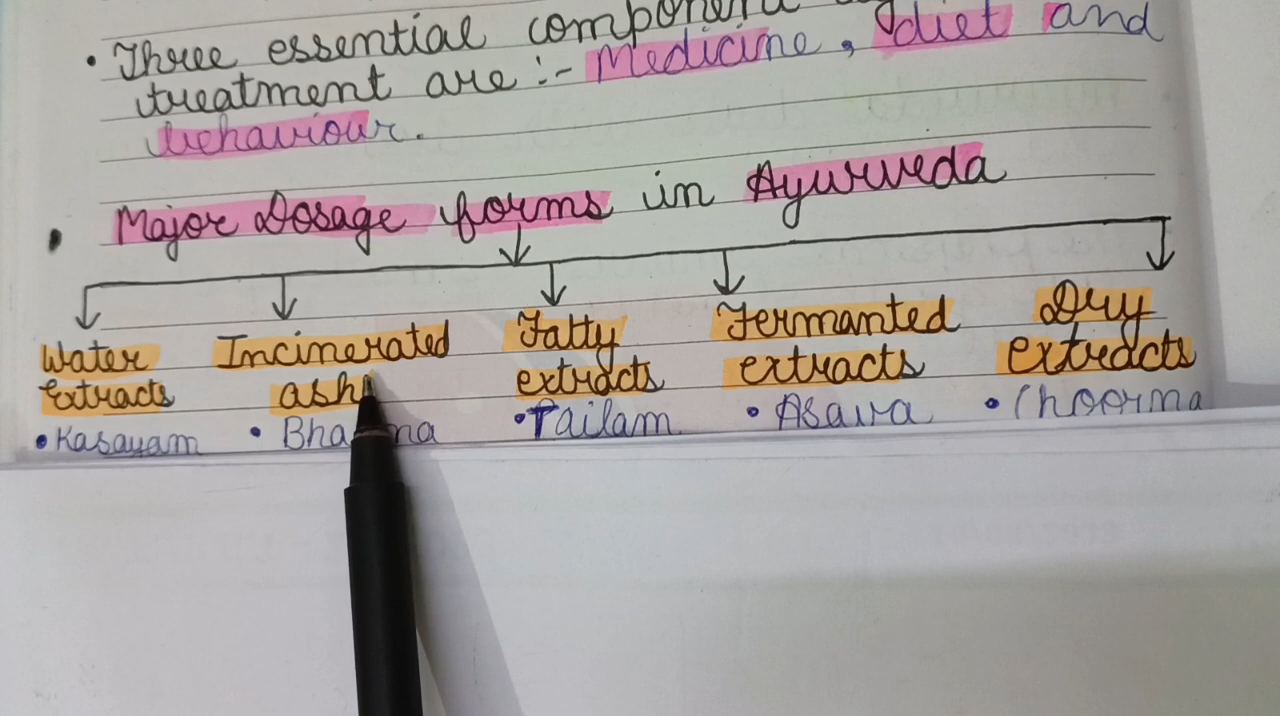 • Three essential component
treatment are :- Medicine, diet and
behaviour.
• Major Dosage forms in Ayurveda
Water extracts
• Kasayam
Incinerated ash
•
Fatty extracts
• Tailam
Fermanted extracts
• Asava
Dry extracts
• Choorna